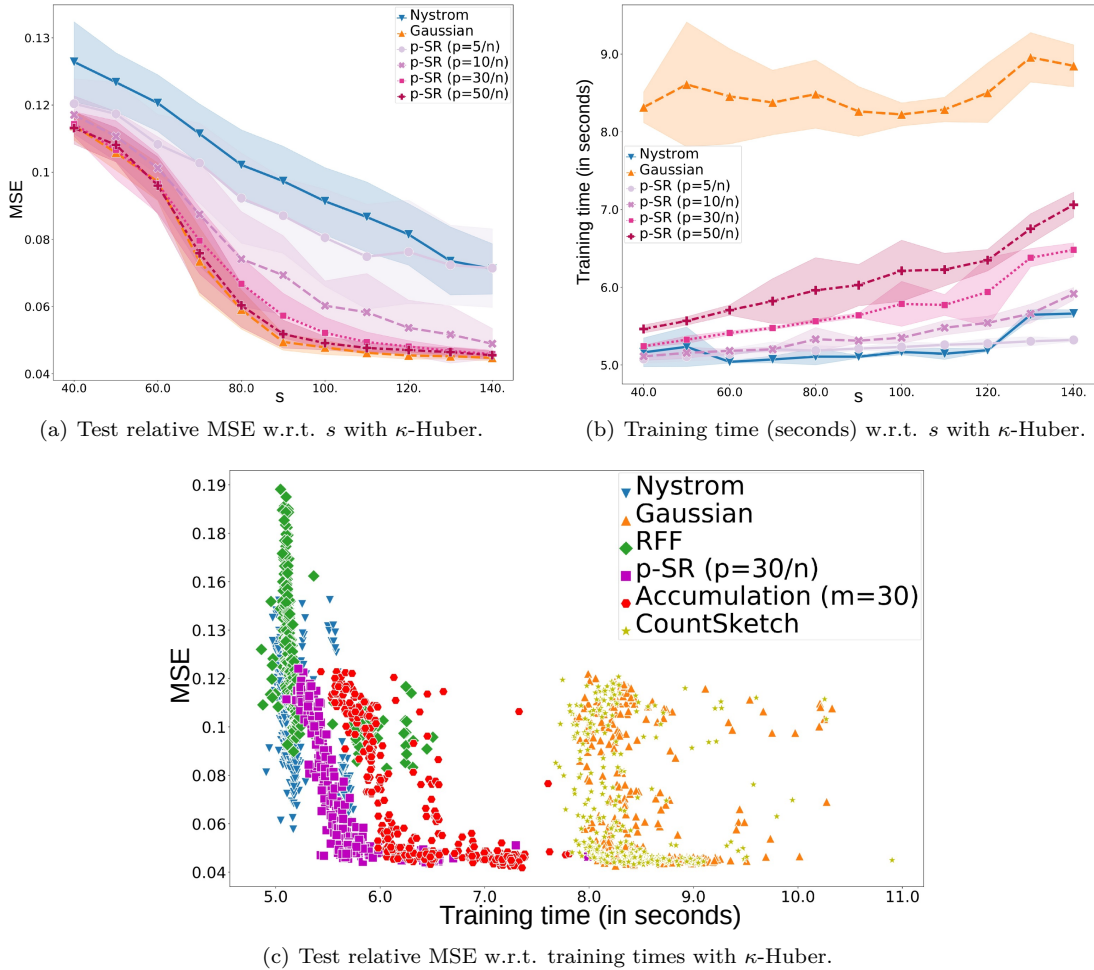 Nystrom
Gaussian
p-SR (p=5/n)
p-SR (p=10/n)
p-SR (p=30/n)
p-SR (p=50/n)
0.13
0.12
0.1
0.08
0.06
0.04
MSE
40.0
60.0
80.0
100.
120.
140.
s
(a) Test relative MSE w.r.t. s with κ-Huber.
9.0
8.0
7.0
6.0
5.0
Training time (in seconds)
Nystrom
Gaussian
p-SR (p=5/n)
p-SR (p=10/n)
p-SR (p=30/n)
p-SR (p=50/n)
40.0
60.0
80.0
100.
120.
140.
s
(b) Training time (seconds) w.r.t. s with κ-Huber.
0.19
0.18
0.16
0.13
0.12
0.1
0.08
0.06
0.04
MSE
Nystrom
Gaussian
RFF
p-SR (p=30/n)
Accumulation (m=30)
CountSketch
5.0
6.0
7.0
8.0
9.0
10.0
11.0
Training time (in seconds)
(c) Test relative MSE w.r.t. training times with κ-Huber.